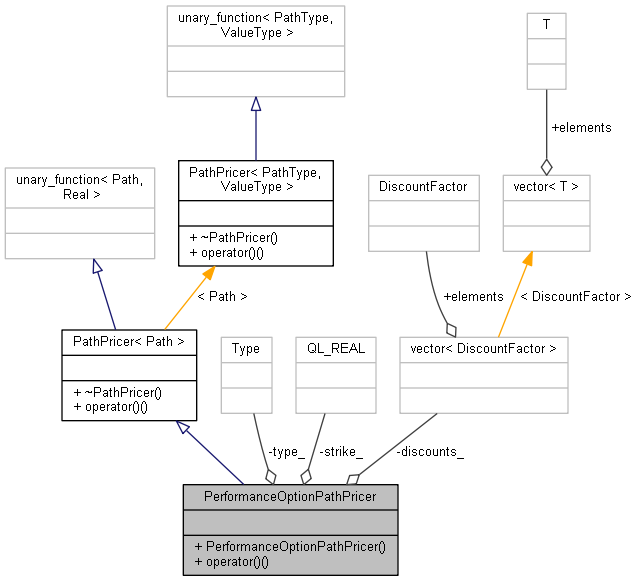 unary_function< PathType,
ValueType >
T
+elements
unary_function< Path,
Real >
PathPricer< PathType,
ValueType >
+ ~PathPricer()
+ operator()()
DiscountFactor
vector< T >
< Path >
+elements
< DiscountFactor >
PathPricer< Path >
+ ~PathPricer()
+ operator()()
Type
QL_REAL
vector< DiscountFactor >
-type_
-strike_
-discounts_
PerformanceOptionPathPricer
+ PerformanceOptionPathPricer()
+ operator()()